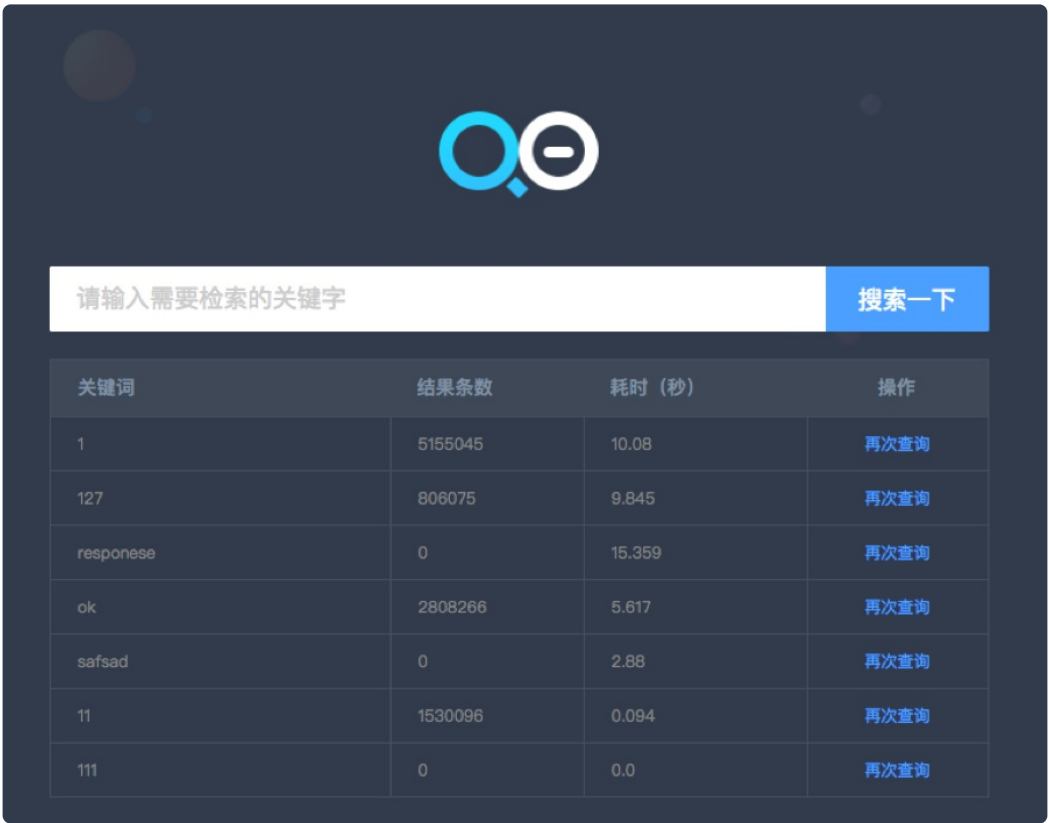 请输入需要检索的关键字 搜索一下
关键词 结果条数 耗时（秒） 操作
1 5155045 10.08 再次查询
127 806075 9.845 再次查询
responese 0 15.359 再次查询
ok 2808266 5.617 再次查询
safsad 0 2.88 再次查询
11 1530096 0.094 再次查询
111 0 0.0 再次查询